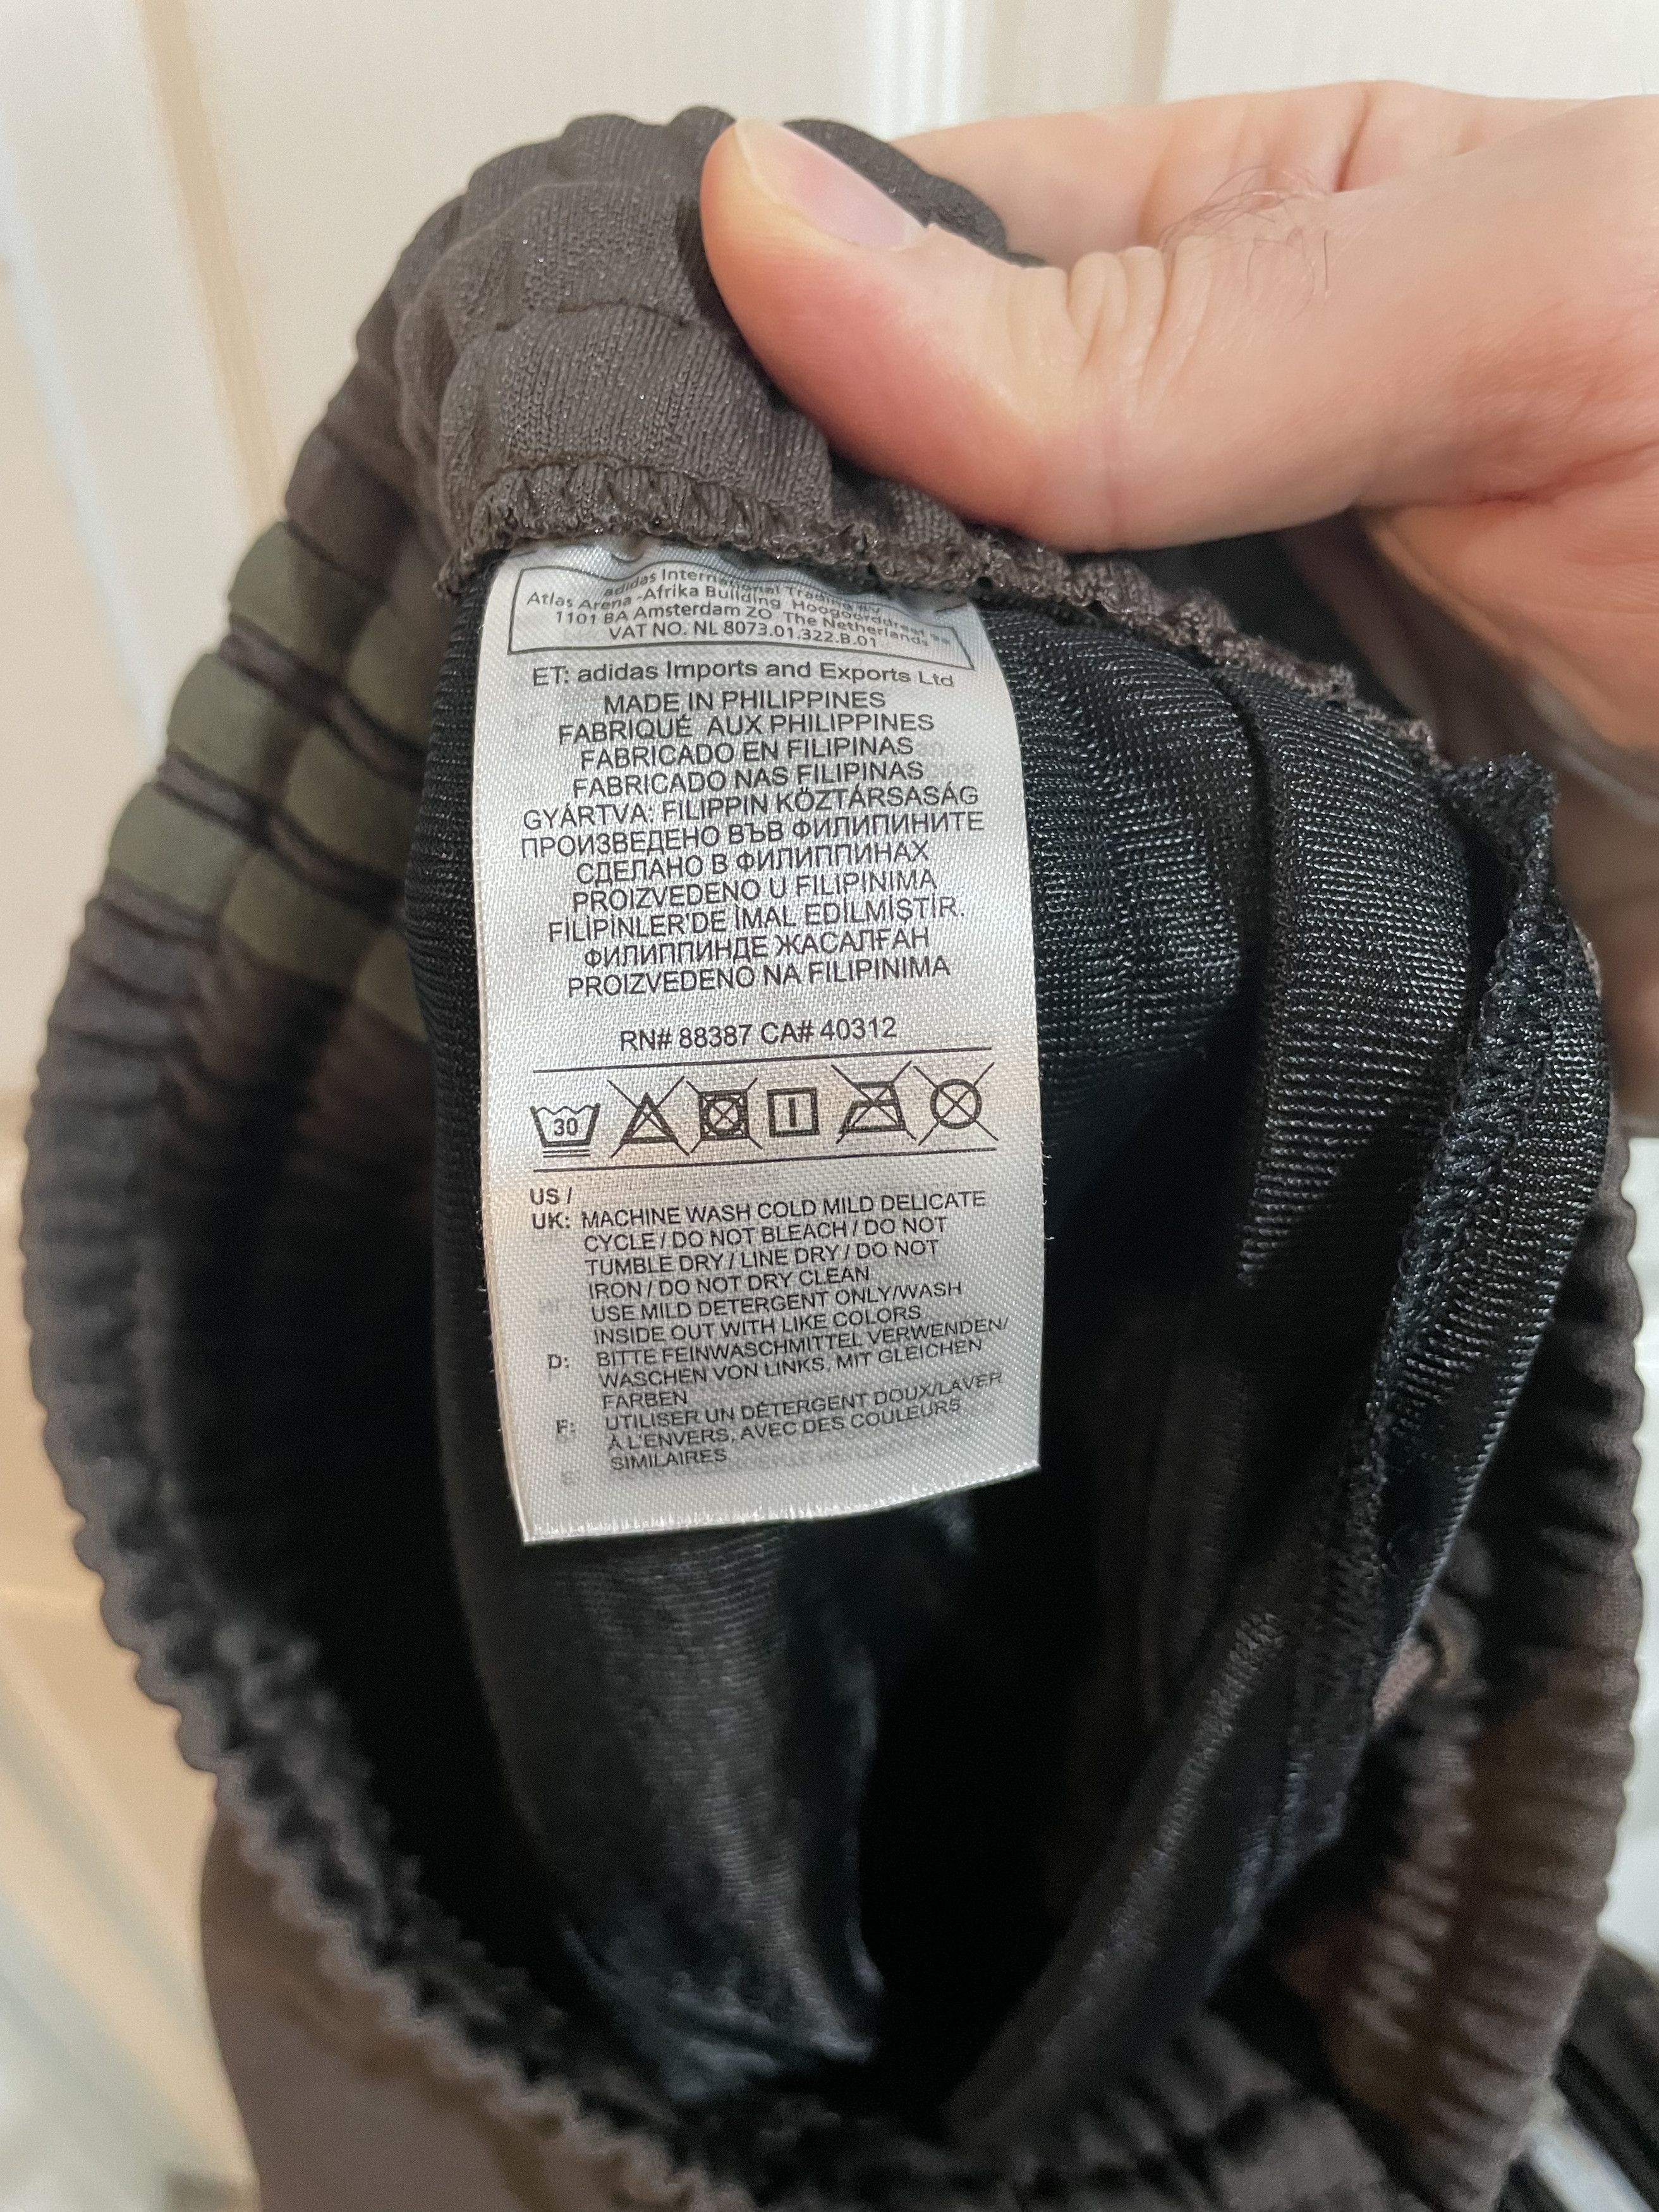 adidas International Trading BV
Atlas Arena -Afrika Building Hoogoorddreef 9a
1101 BA Amsterdam ZO The Netherlands
VAT NO. NL 8073.01.322.B.01
ET: adidas Imports and Exports Ltd
MADE IN PHILIPPINES
FABRIQUÉ AUX PHILIPPINES
FABRICADO EN FILIPINAS
FABRICADO NAS FILIPINAS
GYÁRTVA: FILIPPIN KÖZTÁRSASÁG
ПРОИЗВЕДЕНО ВЪВ ФИЛИПИНИТЕ
СДЕЛАНО В ФИЛИППИНАХ
PROIZVEDENO U FILIPINIMA
FİLİPİNLER'DE İMAL EDİLMİŞTİR.
ФИЛИППИНДЕ ЖАСАЛҒАН
PROIZVEDENO NA FILIPINIMA
RN# 88387 CA# 40312
30
US /
UK: MACHINE WASH COLD MILD DELICATE
CYCLE / DO NOT BLEACH / DO NOT
TUMBLE DRY / LINE DRY / DO NOT
IRON / DO NOT DRY CLEAN
USE MILD DETERGENT ONLY/WASH
INSIDE OUT WITH LIKE COLORS
D: BITTE FEINWASCHMITTEL VERWENDEN/
WASCHEN VON LINKS, MIT GLEICHEN
FARBEN
F: UTILISER UN DÉTERGENT DOUX/LAVER
À L'ENVERS, AVEC DES COULEURS
SIMILAIRES